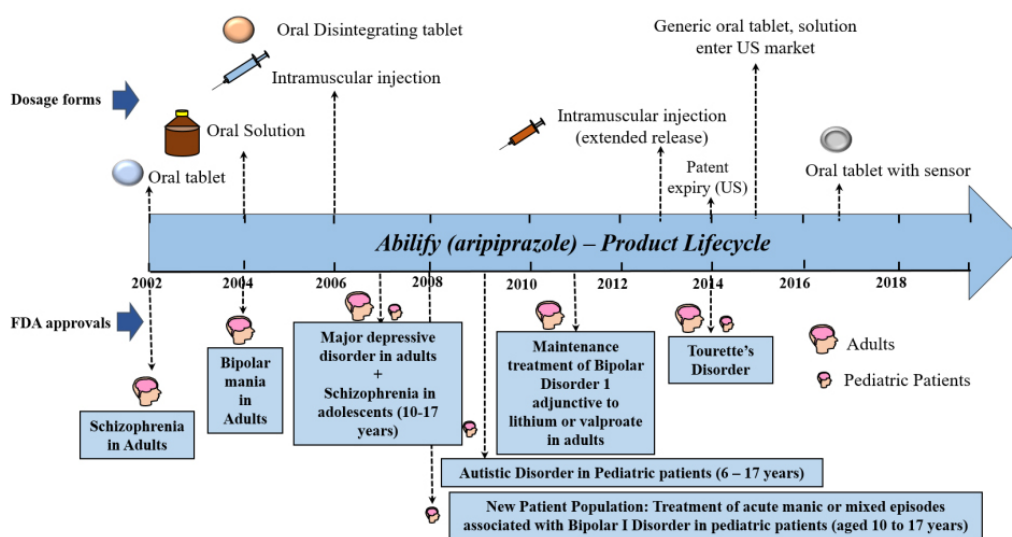 Oral Disintegrating tablet
Generic oral tablet, solution
enter US market
Intramuscular injection
Dosage forms
Oral Solution
Intramuscular injection
(extended release)
Oral tablet
Patent
expiry (US)
Oral tablet with sensor
Abilify (aripiprazole) – Product Lifecycle
2002 2004 2006 2008 2010 2012 2014 2016 2018
FDA approvals
Schizophrenia
in Adults
Bipolar
mania
in
Adults
Major depressive
disorder in adults
+
Schizophrenia in
adolescents (10-17
years)
Maintenance
treatment of Bipolar
Disorder 1
adjunctive to
lithium or valproate
in adults
Tourette's
Disorder
Adults
Pediatric Patients
Autistic Disorder in Pediatric patients (6 – 17 years)
New Patient Population: Treatment of acute manic or mixed episodes
associated with Bipolar I Disorder in pediatric patients (aged 10 to 17 years)